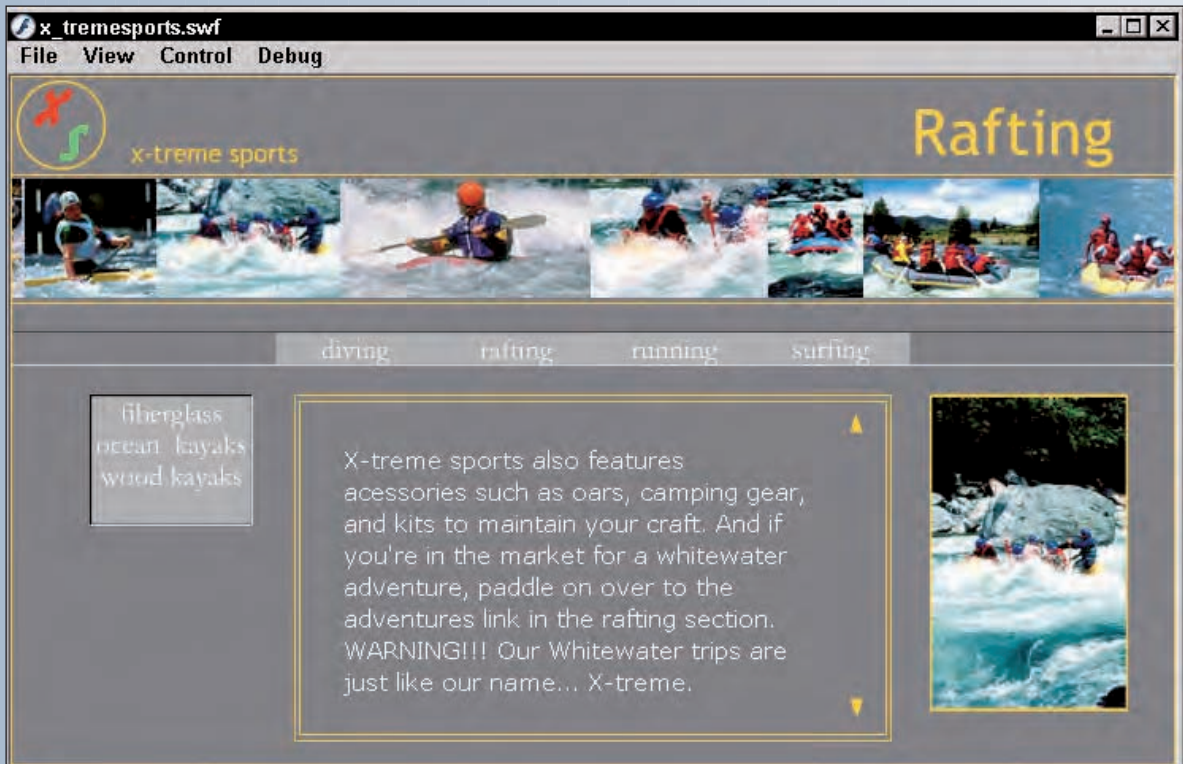 x_tremesports.swf
File View Control Debug
XS
x-treme sports
Rafting
diving rafting running surfing
fiberglass
ocean kayaks
wood kayaks
X-treme sports also features
acessories such as oars, camping gear,
and kits to maintain your craft. And if
you're in the market for a whitewater
adventure, paddle on over to the
adventures link in the rafting section.
WARNING!!! Our Whitewater trips are
just like our name... X-treme.